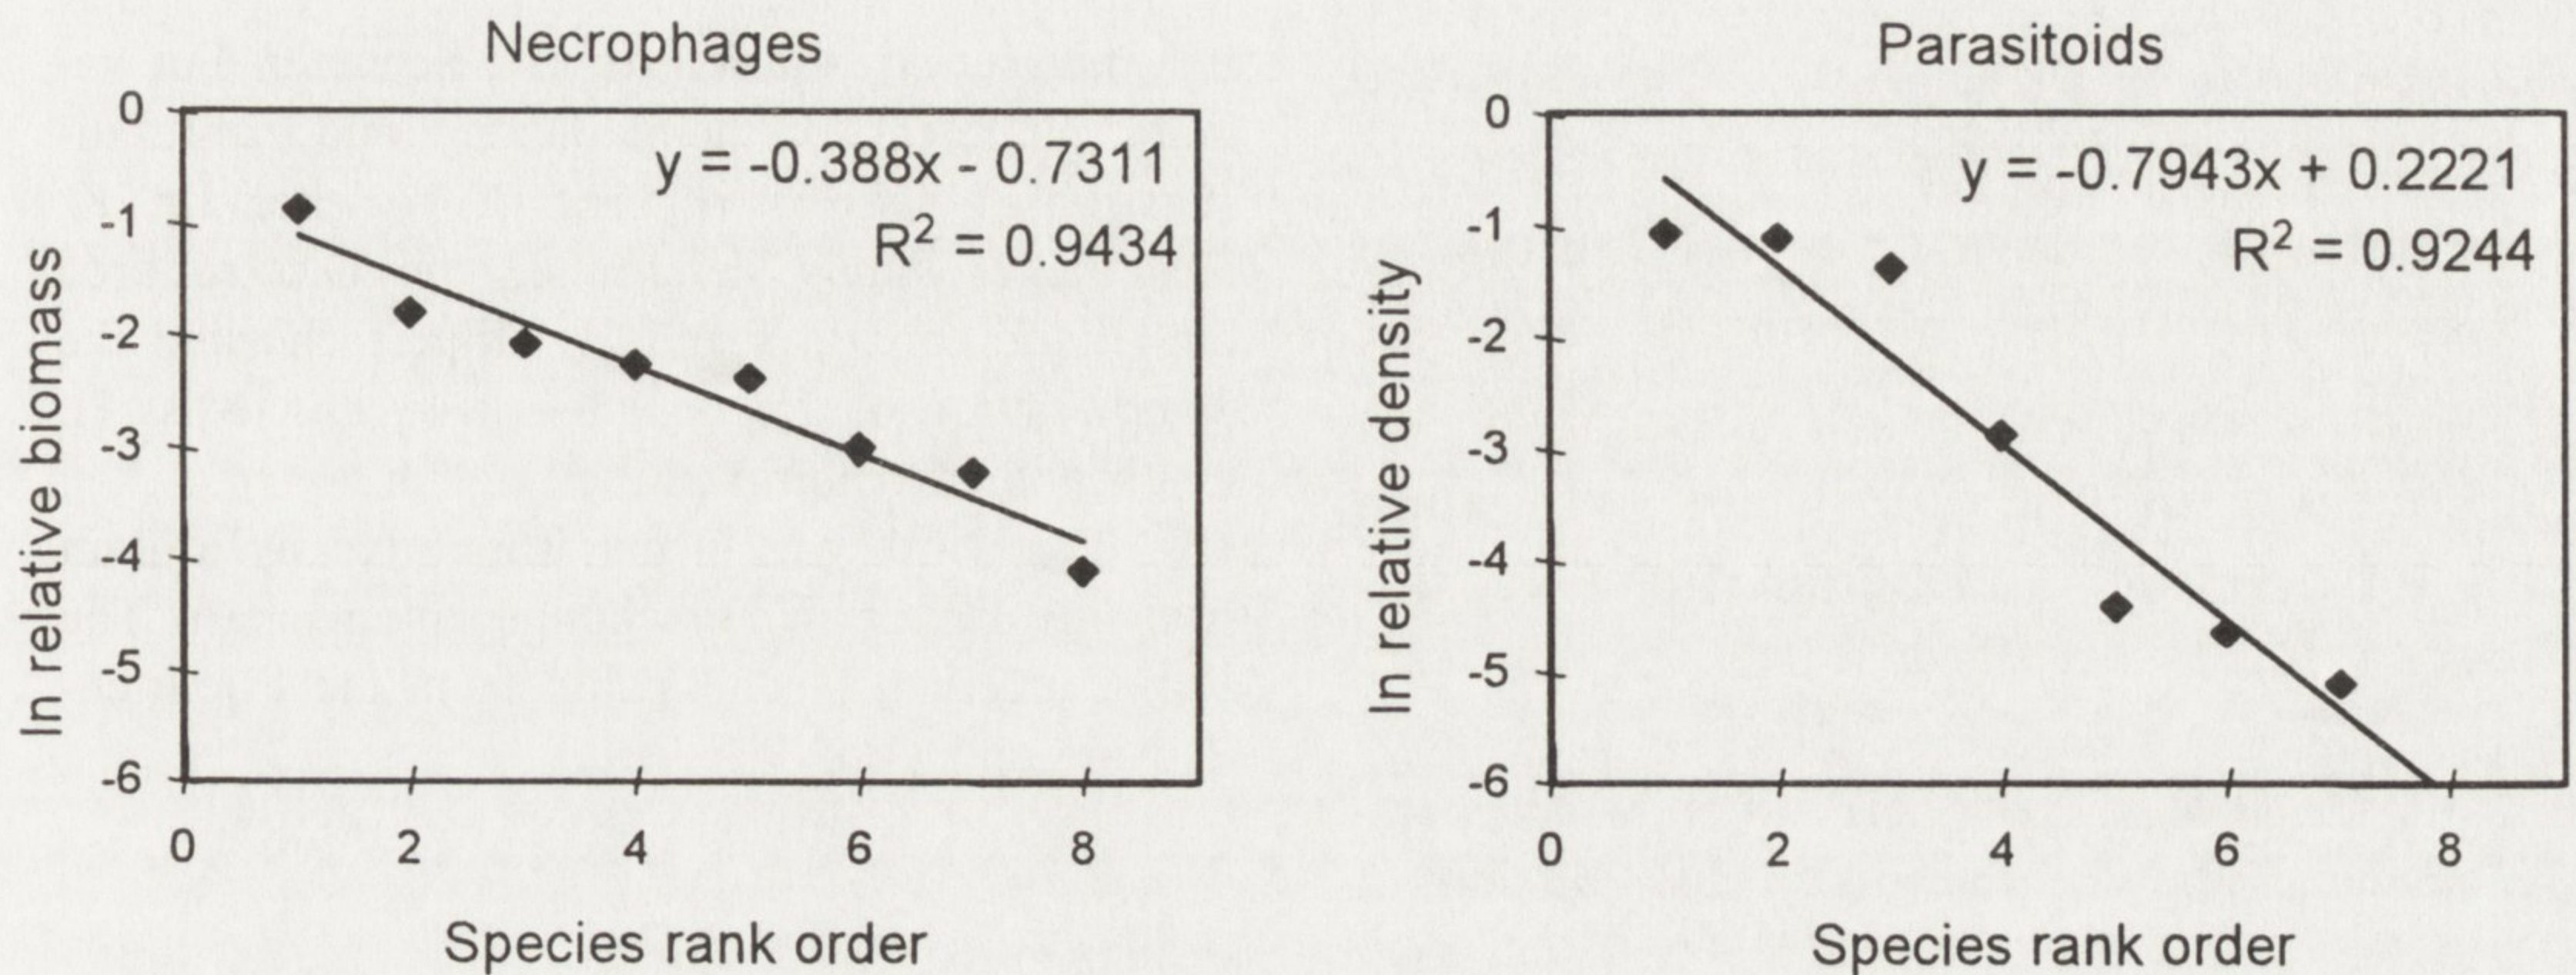 Necrophages
0
-1
-2
-3
-4
-5
-6
ln relative biomass
y = -0.388x - 0.7311
R² = 0.9434
0 2 4 6 8
Species rank order
Parasitoids
0
-1
-2
-3
-4
-5
-6
ln relative density
y = -0.7943x + 0.2221
R² = 0.9244
0 2 4 6 8
Species rank order